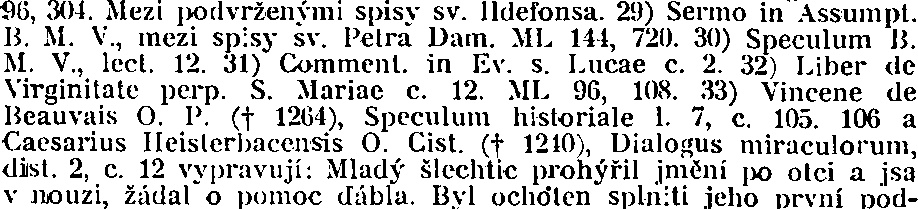 96, 304. Mezi podvrženými spisy sv. Ildefonsa. 29) Sermo in Assumpt.
B. M. V., mezi spisy sv. Petra Dam. ML 144, 720. 30) Speculum B.
M. V., lect. 12. 31) Comment. in Ev. s. Lucae c. 2. 32) Liber de
Virginitate perp. S. Mariae c. 12. ML 96, 108. 33) Vincenc de
Beauvais O. P. († 1264), Speculum historiale l. 7, c. 105. 106 a
Caesarius Heisterbacensis O. Cist. († 1240), Dialogus miraculorum,
dist. 2, c. 12 vypravují: Mladý šlechtic prohýřil jmění po otci a jsa
v nouzi, žádal o pomoc ďábla. Byl ochoten splniti jeho první pod-